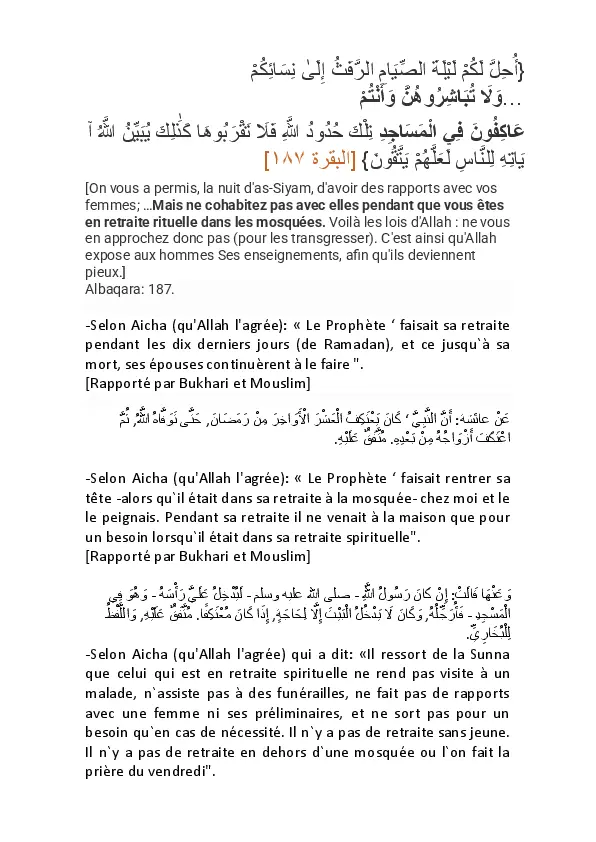 {أُحِلَّ لَكُمْ لَيْلَةَ الصِّيَامِ الرَّفَثُ إِلَىٰ نِسَائِكُمْ
...وَلَا تُبَاشِرُوهُنَّ وَأَنْتُمْ
عَاكِفُونَ فِي الْمَسَاجِدِ تِلْكَ حُدُودُ اللَّهِ فَلَا تَقْرَبُوهَا كَذَٰلِكَ يُبَيِّنُ اللَّهُ آ
يَاتِهِ لِلنَّاسِ لَعَلَّهُمْ يَتَّقُونَ} [البقرة ١٨٧]
[On vous a permis, la nuit d'as-Siyam, d'avoir des rapports avec vos
femmes; …Mais ne cohabitez pas avec elles pendant que vous êtes
en retraite rituelle dans les mosquées. Voilà les lois d'Allah : ne vous
en approchez donc pas (pour les transgresser). C'est ainsi qu'Allah
expose aux hommes Ses enseignements, afin qu'ils deviennent
pieux.]
Albaqara: 187.
-Selon Aicha (qu'Allah l'agrée): « Le Prophète ‘ faisait sa retraite
pendant les dix derniers jours (de Ramadan), et ce jusqu`à sa
mort, ses épouses continuèrent à le faire ".
[Rapporté par Bukhari et Mouslim]
عَنْ عائشة: أَنَّ النَّبِيَّ ‘ كَانَ يَعْتَكِفُ الْعَشْرَ الْأَوَاخِرَ مِنْ رَمَضَانَ, حَتَّى تَوَفَّاهُ اللَّهُ, ثُمَّ
اعْتَكَفَ أَزْوَاجُهُ مِنْ بَعْدِهِ. مُتَّفَقٌ عَلَيْهِ.
-Selon Aicha (qu'Allah l'agrée): « Le Prophète ‘ faisait rentrer sa
tête -alors qu`il était dans sa retraite à la mosquée- chez moi et le
le peignais. Pendant sa retraite il ne venait à la maison que pour
un besoin lorsqu`il était dans sa retraite spirituelle".
[Rapporté par Bukhari et Mouslim]
وَعَنْهَا قَالَتْ: إِنْ كَانَ رَسُولُ اللَّهِ - صلى الله عليه وسلم - لَيُدْخِلُ عَلَيَّ رَأْسَهُ - وَهُوَ فِي
الْمَسْجِدِ - فَأُرَجِّلُهُ, وَكَانَ لَا يَدْخُلُ الْبَيْتَ إِلَّا لِحَاجَةٍ, إِذَا كَانَ مُعْتَكِفًا. مُتَّفَقٌ عَلَيْهِ, وَاللَّفْظُ
لِلْبُخَارِيِّ.
-Selon Aicha (qu'Allah l'agrée) qui a dit: «Il ressort de la Sunna
que celui qui est en retraite spirituelle ne rend pas visite à un
malade, n`assiste pas à des funérailles, ne fait pas de rapports
avec une femme ni ses préliminaires, et ne sort pas pour un
besoin qu`en cas de nécessité. Il n`y a pas de retraite sans jeune.
Il n`y a pas de retraite en dehors d`une mosquée ou l`on fait la
prière du vendredi".